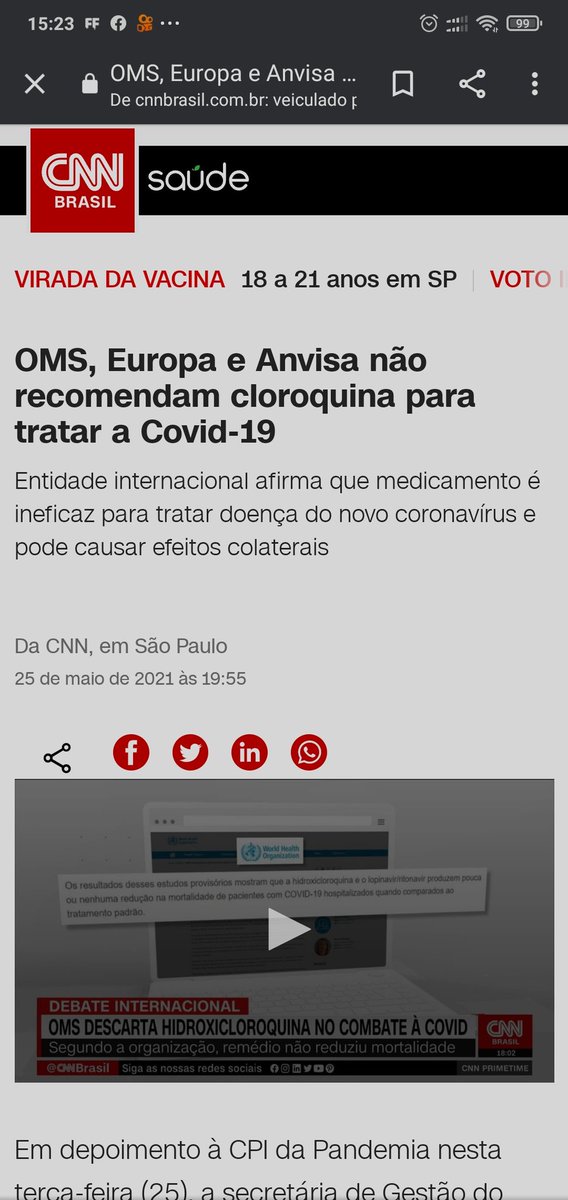 15:23 FF
99
OMS, Europa e Anvisa ...
De cnnbrasil.com.br: veiculado p
CNN
BRASIL
saúde
VIRADA DA VACINA 18 a 21 anos em SP VOTO I
OMS, Europa e Anvisa não
recomendam cloroquina para
tratar a Covid-19
Entidade internacional afirma que medicamento é
ineficaz para tratar doença do novo coronavírus e
pode causar efeitos colaterais
Da CNN, em São Paulo
25 de maio de 2021 às 19:55
World Health
Organization
Os resultados desses estudos provisórios mostram que a hidroxicloroquina e o lopinavir/ritonavir produzem pouca
ou nenhuma redução na mortalidade de pacientes com COVID-19 hospitalizados quando comparados ao
tratamento padrão.
DEBATE INTERNACIONAL
OMS DESCARTA HIDROXICLOROQUINA NO COMBATE À COVID
Segundo a organização, remédio não reduziu mortalidade
CNN
BRASIL
18:02
@CNNBrasil Siga as nossas redes sociais
CNN PRIMETIME
Em depoimento à CPI da Pandemia nesta
terça-feira (25), a secretária de Gestão do